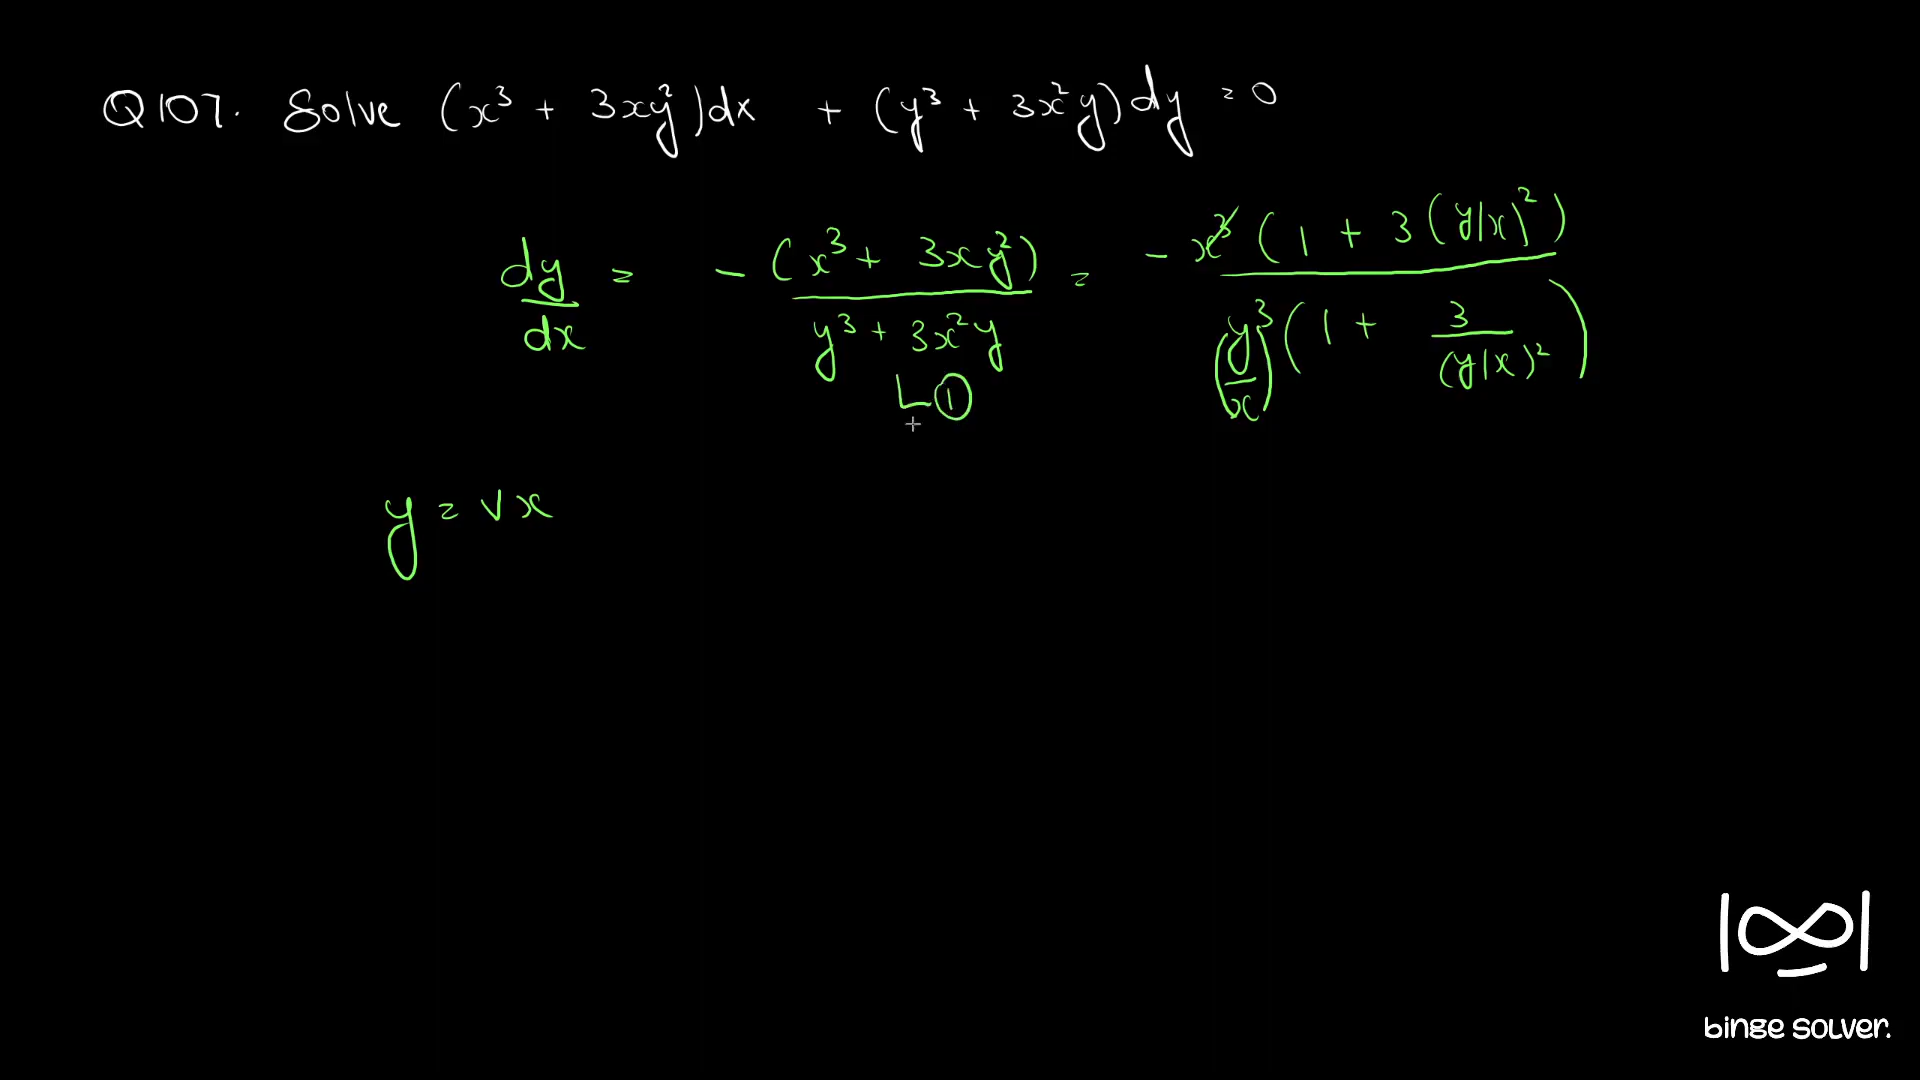 Q107. Solve (x³ + 3xy²)dx + (y³ + 3x²y)dy = 0
dy/dx = -(x³ + 3xy²)/(y³ + 3x²y) = -x³(1 + 3(y/x)²)/((y/x)³(1 + 3/(y/x)²))
①
y = vx
binge solver.